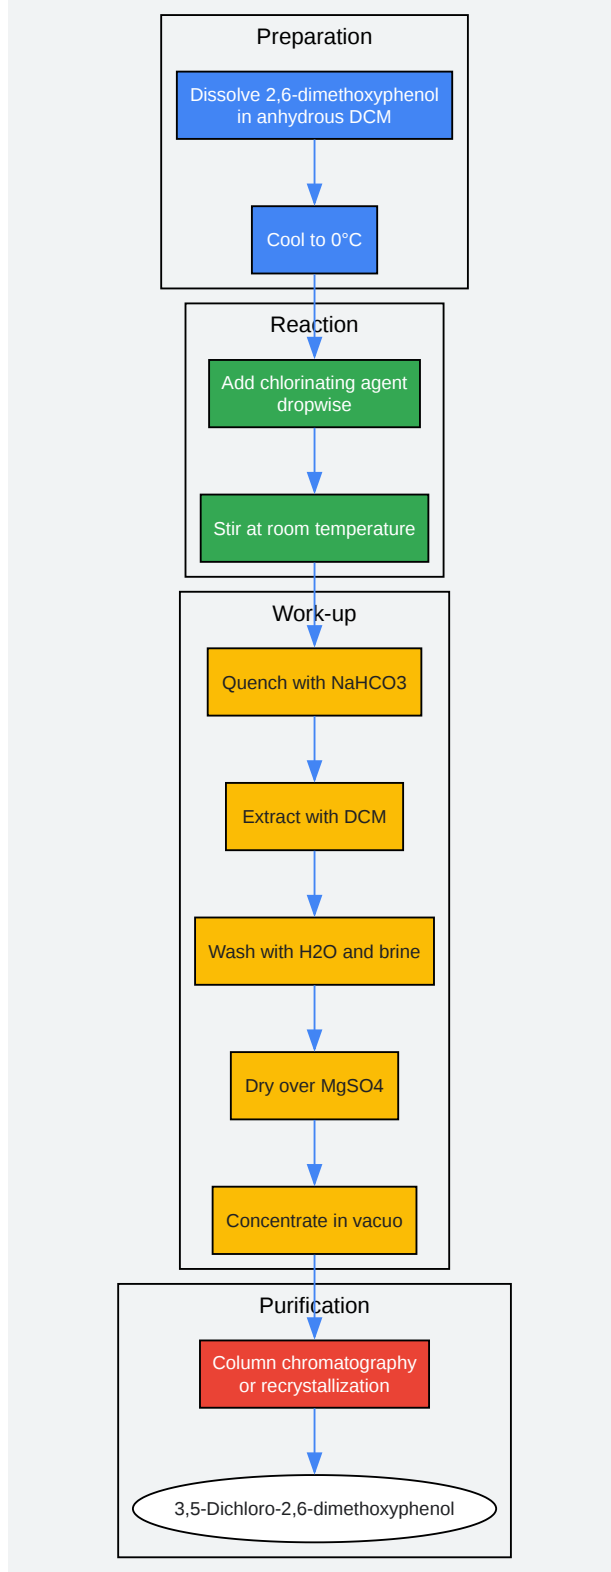 Preparation
Dissolve 2,6-dimethoxyphenol
in anhydrous DCM
Cool to 0°C
Reaction
Add chlorinating agent
dropwise
Stir at room temperature
Work-up
Quench with NaHCO3
Extract with DCM
Wash with H2O and brine
Dry over MgSO4
Concentrate in vacuo
Purification
Column chromatography
or recrystallization
3,5-Dichloro-2,6-dimethoxyphenol